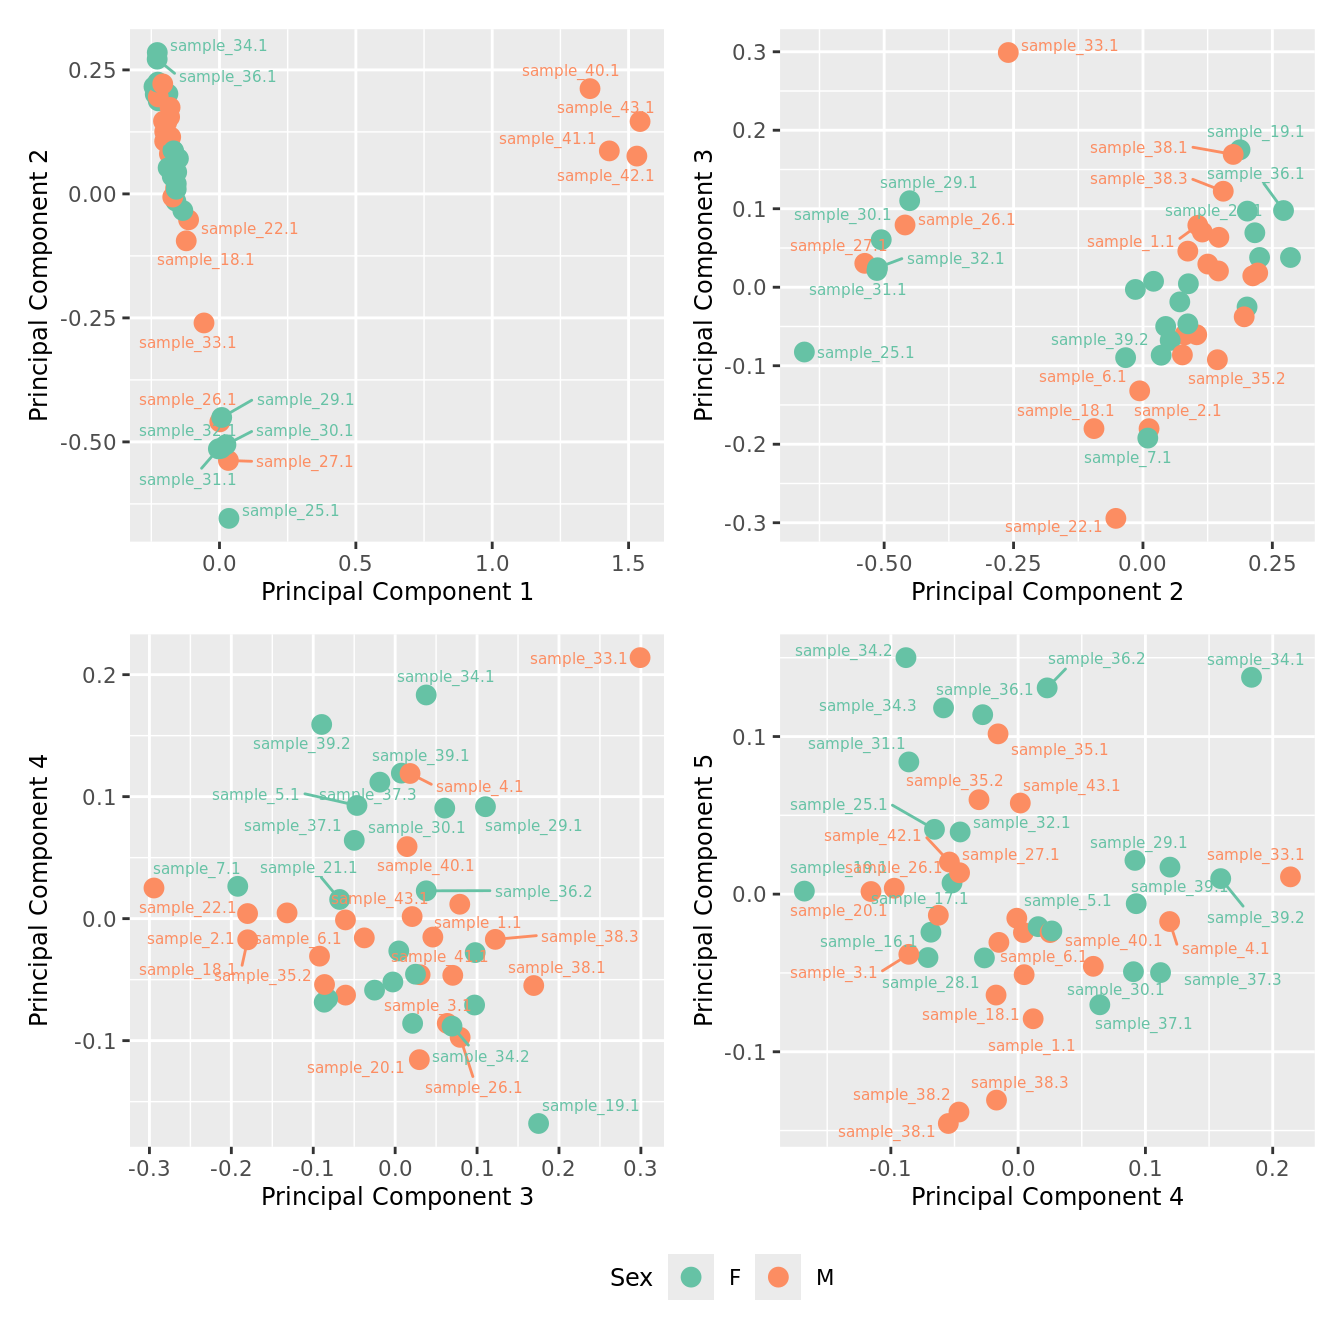 sample_34.1
sample_36.1
sample_40.1
sample_43.1
sample_41.1
sample_42.1
sample_22.1
sample_18.1
sample_33.1
sample_26.1
sample_29.1
sample_32.1
sample_30.1
sample_27.1
sample_31.1
sample_25.1
0.25
0.00
-0.25
-0.50
0.0
0.5
1.0
1.5
Principal Component 1
Principal Component 2
sample_33.1
sample_19.1
sample_38.1
sample_36.1
sample_38.3
sample_29.1
sample_30.1
sample_26.1
sample_27.1
sample_1.1
sample_32.1
sample_31.1
sample_39.2
sample_25.1
sample_6.1
sample_35.2
sample_18.1
sample_2.1
sample_7.1
sample_22.1
0.3
0.2
0.1
0.0
-0.1
-0.2
-0.3
-0.50
-0.25
0.00
0.25
Principal Component 2
Principal Component 3
sample_33.1
sample_34.1
sample_39.2
sample_39.1
sample_4.1
sample_5.1
sample_37.3
sample_37.1
sample_30.1
sample_29.1
sample_7.1
sample_21.1
sample_40.1
sample_36.2
sample_43.1
sample_22.1
sample_1.1
sample_2.1
sample_6.1
sample_38.3
sample_41.1
sample_18.1
sample_35.2
sample_38.1
sample_3.1
sample_34.2
sample_20.1
sample_26.1
sample_19.1
0.2
0.1
0.0
-0.1
-0.3
-0.2
-0.1
0.0
0.1
0.2
0.3
Principal Component 3
Principal Component 4
sample_34.2
sample_36.2
sample_34.1
sample_36.1
sample_34.3
sample_31.1
sample_35.1
sample_35.2
sample_43.1
sample_25.1
sample_32.1
sample_42.1
sample_29.1
sample_27.1
sample_33.1
sample_19.1
sample_26.1
sample_39.1
sample_17.1
sample_5.1
sample_20.1
sample_39.2
sample_16.1
sample_40.1
sample_4.1
sample_6.1
sample_3.1
sample_28.1
sample_30.1
sample_37.3
sample_18.1
sample_37.1
sample_1.1
sample_38.3
sample_38.2
sample_38.1
0.1
0.0
-0.1
-0.1
0.0
0.1
0.2
Principal Component 4
Principal Component 5
Sex
F
M